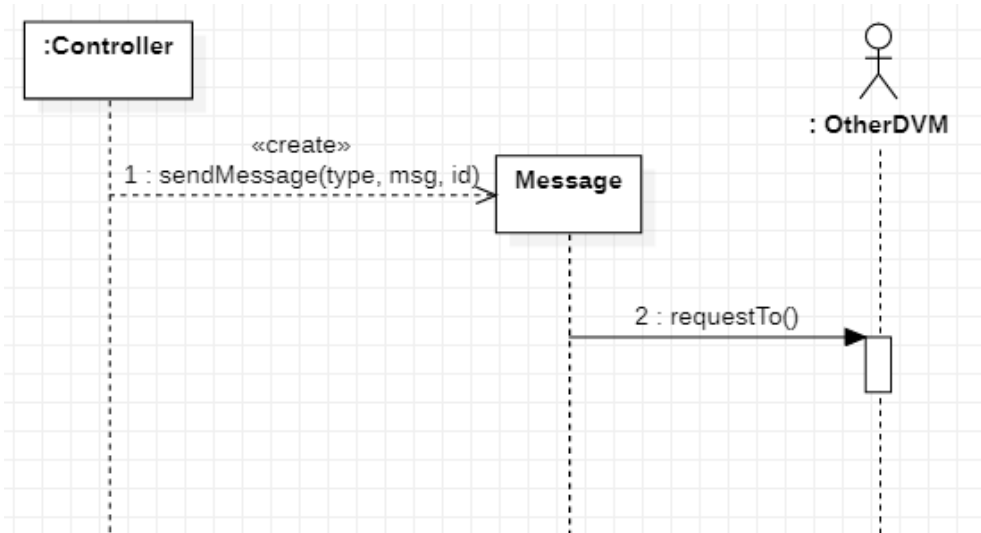 :Controller
: OtherDVM
«create»
1 : sendMessage(type, msg, id)
Message
2 : requestTo()